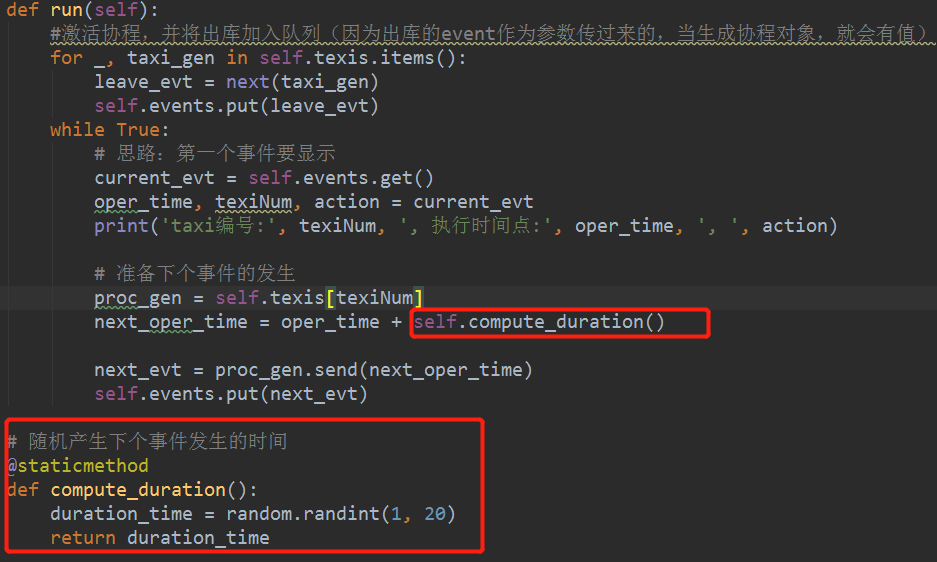 def run(self):
#激活协程，并将出库加入队列（因为出库的event作为参数传过来的，当生成协程对象，就会有值）
for _, taxi_gen in self.texis.items():
leave_evt = next(taxi_gen)
self.events.put(leave_evt)
while True:
# 思路：第一个事件要显示
current_evt = self.events.get()
oper_time, texiNum, action = current_evt
print('taxi编号:', texiNum, ', 执行时间点:', oper_time, ', ', action)
# 准备下个事件的发生
proc_gen = self.texis[texiNum]
next_oper_time = oper_time + self.compute_duration()
next_evt = proc_gen.send(next_oper_time)
self.events.put(next_evt)
# 随机产生下个事件发生的时间
@staticmethod
def compute_duration():
duration_time = random.randint(1, 20)
return duration_time